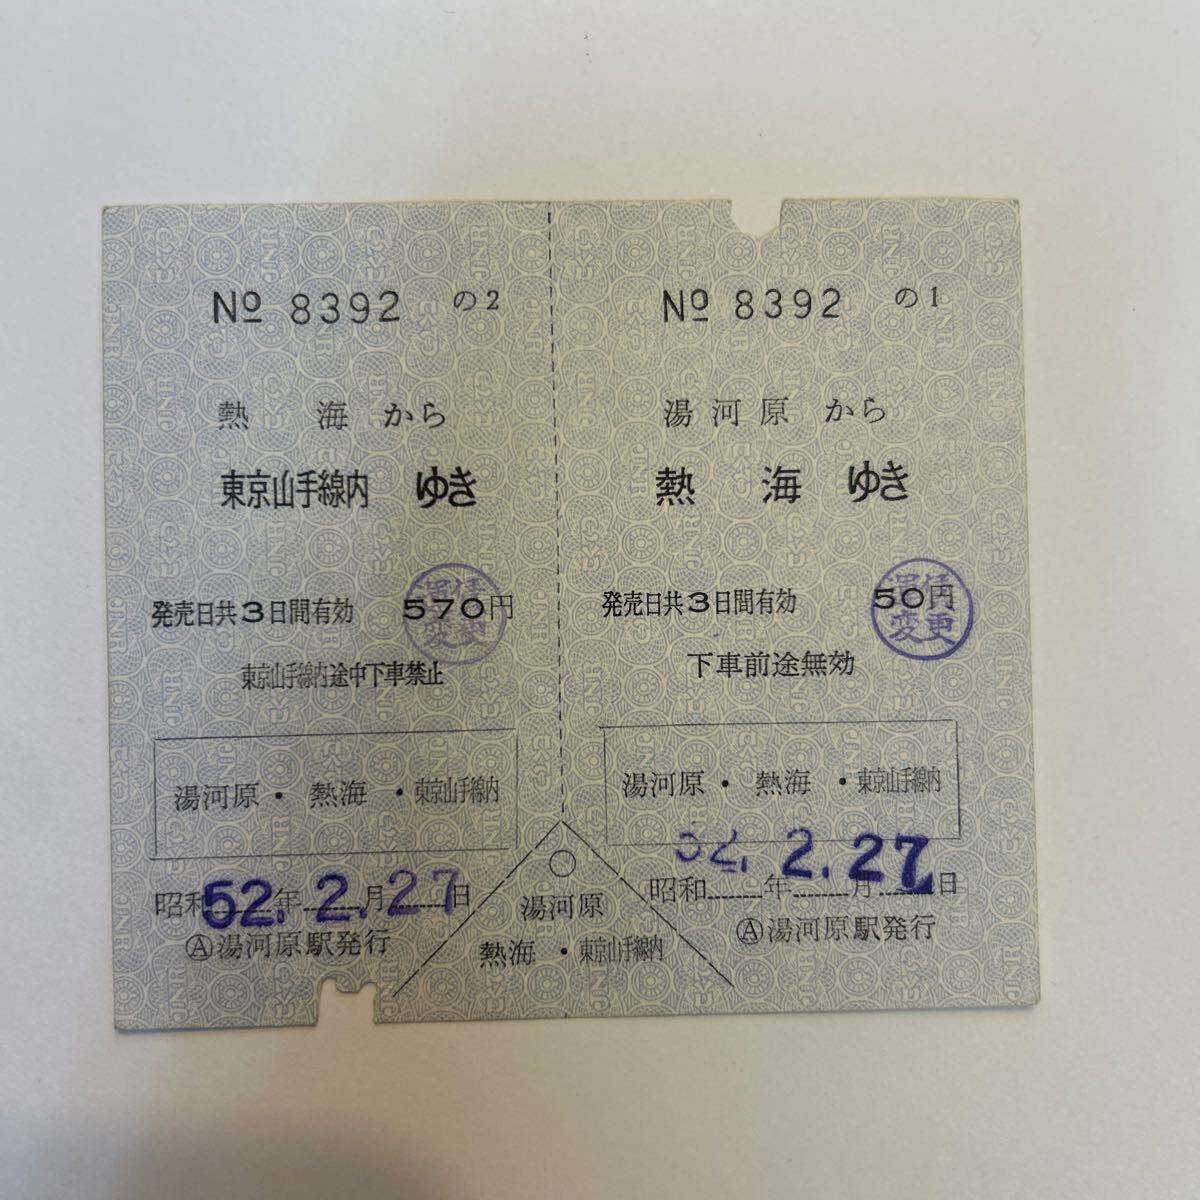 № 8392 の2
熱海から
東京山手線内 ゆき
発売日共3日間有効 570円
運賃変更
東京山手線内途中下車禁止
湯河原・熱海・東京山手線内
昭和 年 月 日
52.2.27
Ⓐ湯河原駅発行
№ 8392 の1
湯河原 から
熱海 ゆき
発売日共3日間有効 50円
運賃変更
下車前途無効
湯河原・熱海・東京山手線内
昭和 年 月 日
52.2.27
Ⓐ湯河原駅発行
湯河原
熱海・東京山手線内